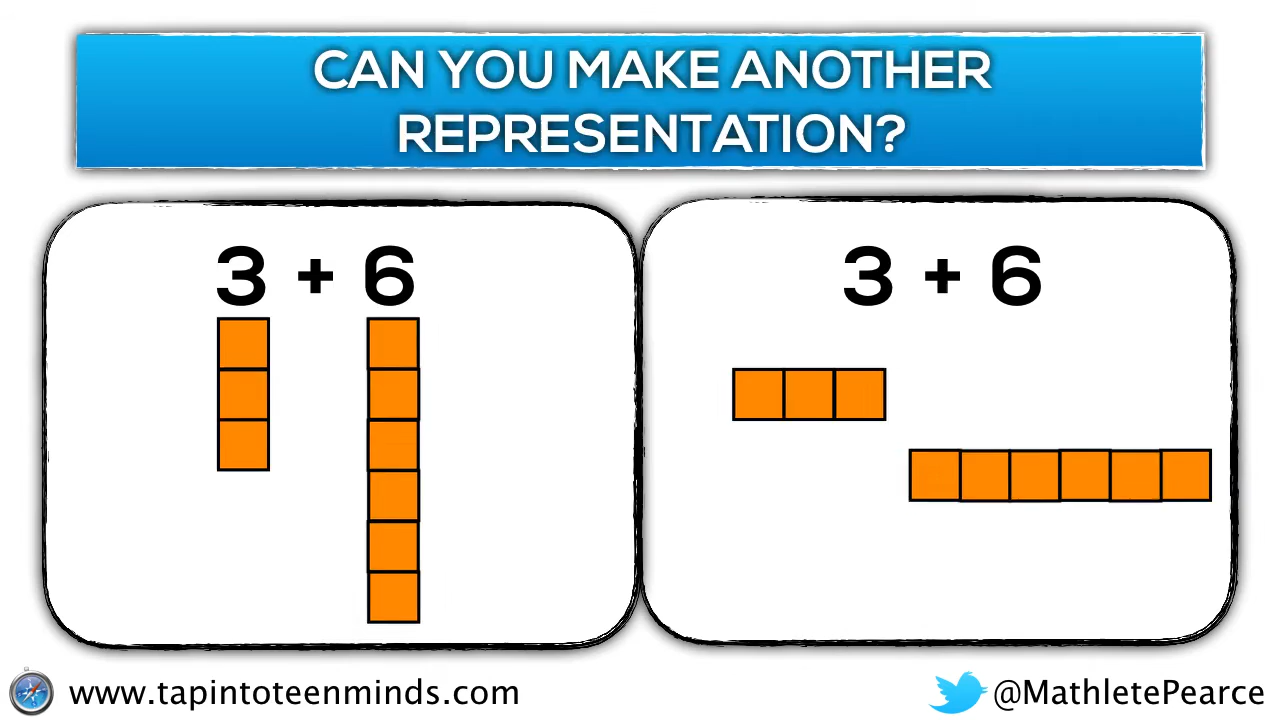 CAN YOU MAKE ANOTHER
REPRESENTATION?
3 + 6
3 + 6
www.tapintoteenminds.com
@MathletePearce